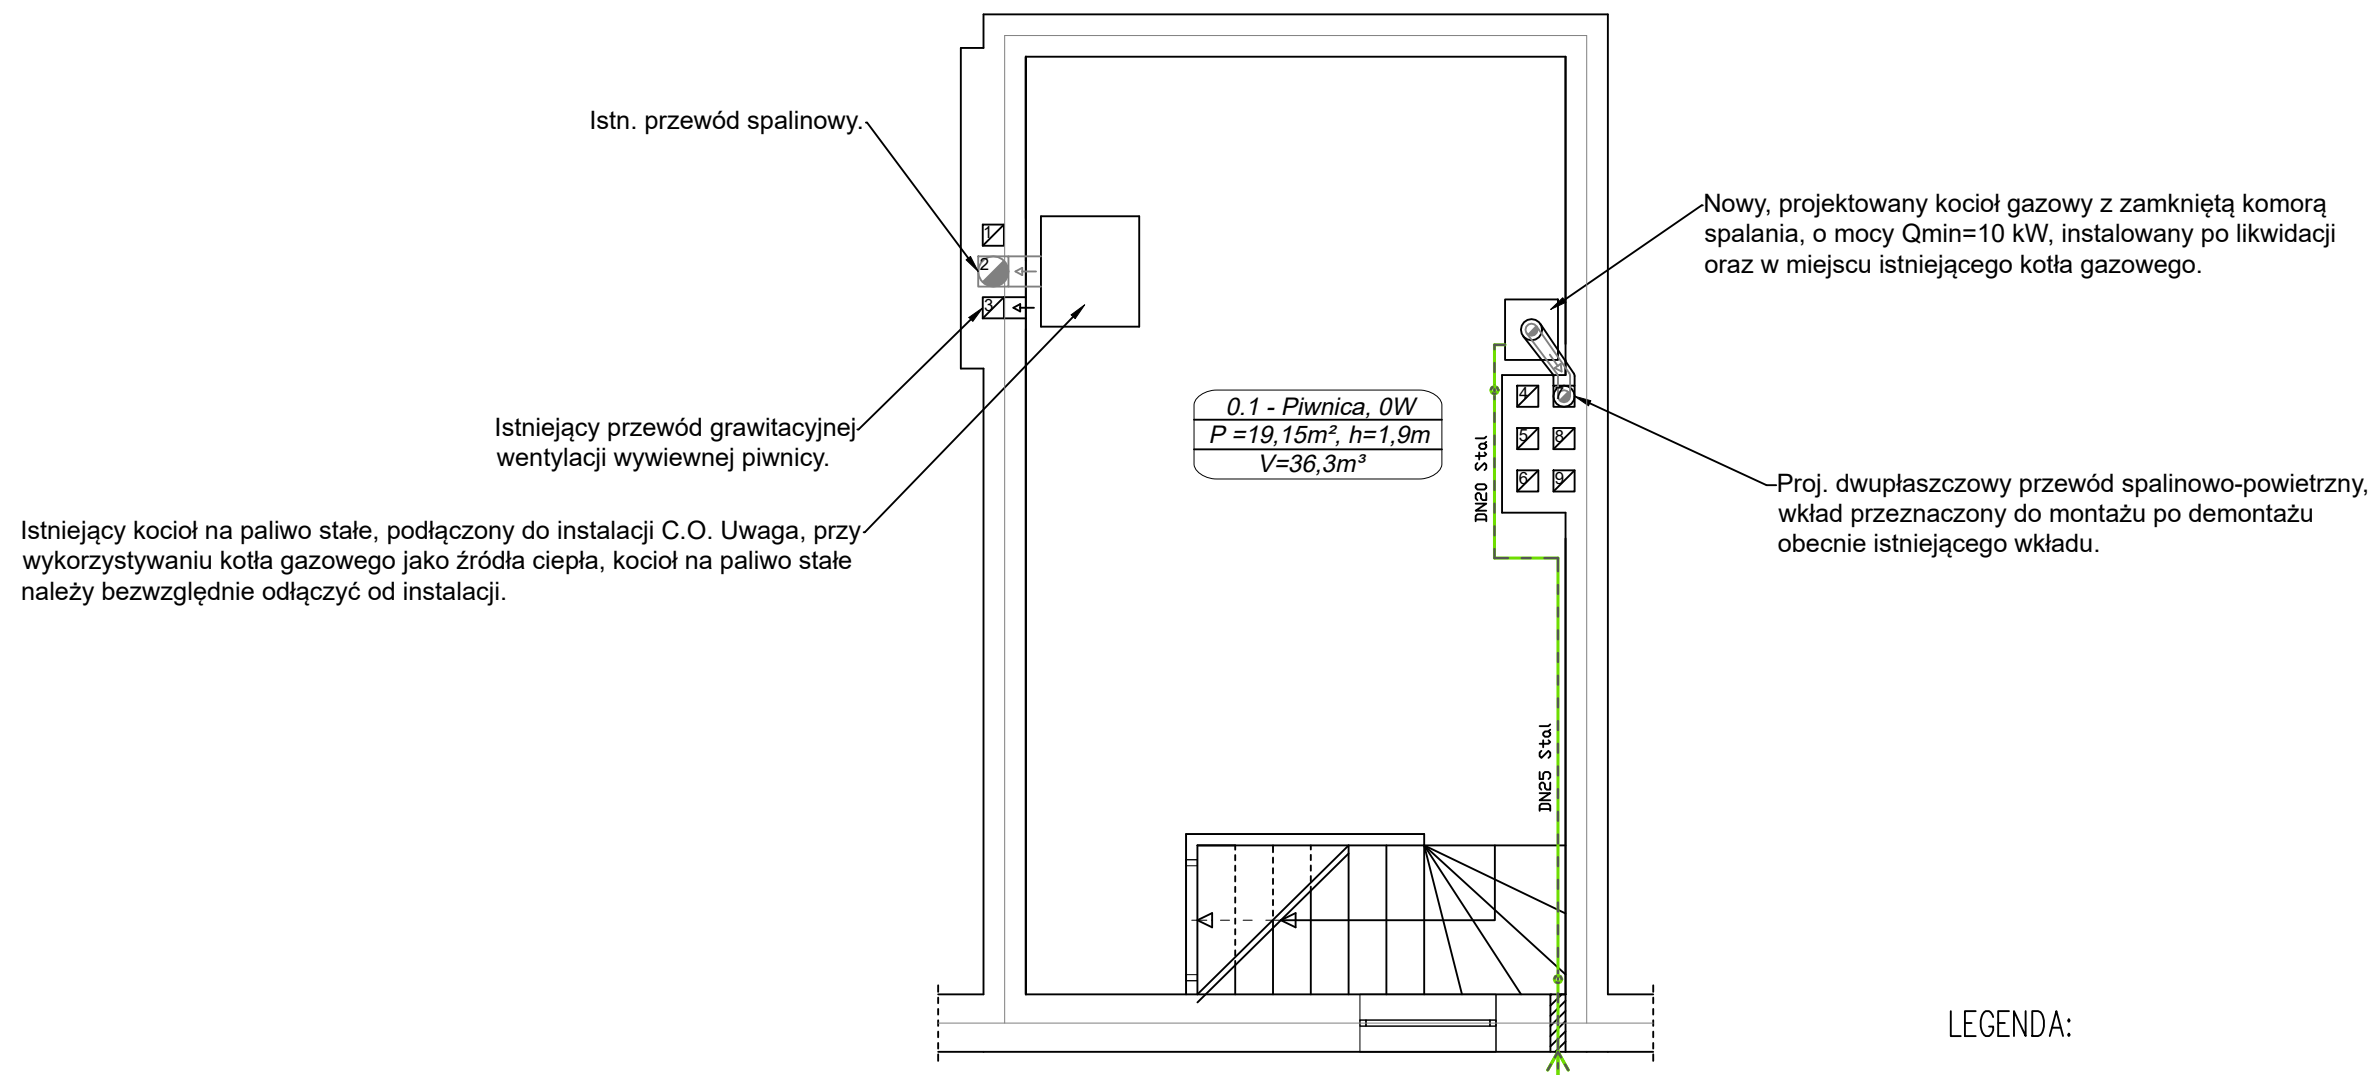 Istn. przewód spalinowy.
Nowy, projektowany kocioł gazowy z zamkniętą komorą
spalania, o mocy Qmin=10 kW, instalowany po likwidacji
oraz w miejscu istniejącego kotła gazowego.
1
2
3
Istniejący przewód grawitacyjnej
wentylacji wywiewnej piwnicy.
Istniejący kocioł na paliwo stałe, podłączony do instalacji C.O. Uwaga, przy
wykorzystywaniu kotła gazowego jako źródła ciepła, kocioł na paliwo stałe
należy bezwzględnie odłączyć od instalacji.
0.1 - Piwnica, 0W
P =19,15m², h=1,9m
V=36,3m³
DN20 Stal
4 7
5 8
6 9
Proj. dwupłaszczowy przewód spalinowo-powietrzny,
wkład przeznaczony do montażu po demontażu
obecnie istniejącego wkładu.
DN25 Stal
LEGENDA: